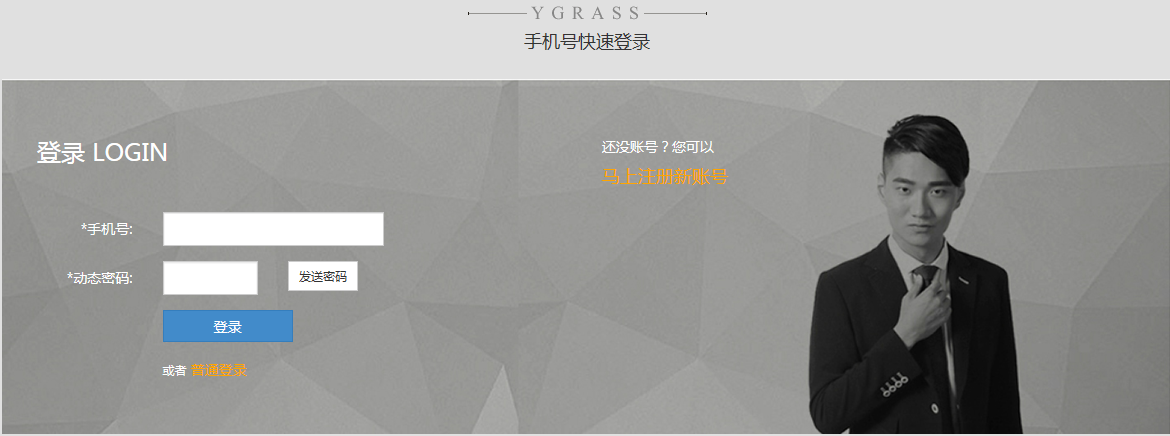 YGRASS
手机号快速登录
登录 LOGIN
还没账号？您可以
马上注册新账号
*手机号:
*动态密码:
发送密码
登录
或者 普通登录